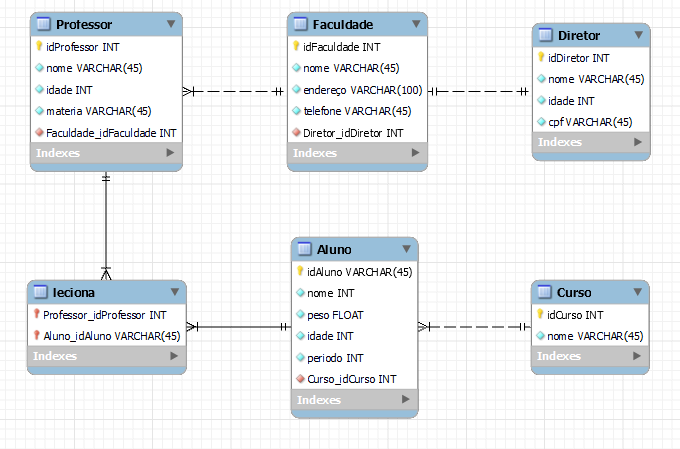 Professor
idProfessor INT
nome VARCHAR(45)
idade INT
materia VARCHAR(45)
Faculdade_idFaculdade INT
Indexes
Faculdade
idFaculdade INT
nome VARCHAR(45)
endereço VARCHAR(100)
telefone VARCHAR(45)
Diretor_idDiretor INT
Indexes
Diretor
idDiretor INT
nome VARCHAR(45)
idade INT
cpf VARCHAR(45)
Indexes
leciona
Professor_idProfessor INT
Aluno_idAluno VARCHAR(45)
Indexes
Aluno
idAluno VARCHAR(45)
nome INT
peso FLOAT
idade INT
periodo INT
Curso_idCurso INT
Indexes
Curso
idCurso INT
nome VARCHAR(45)
Indexes